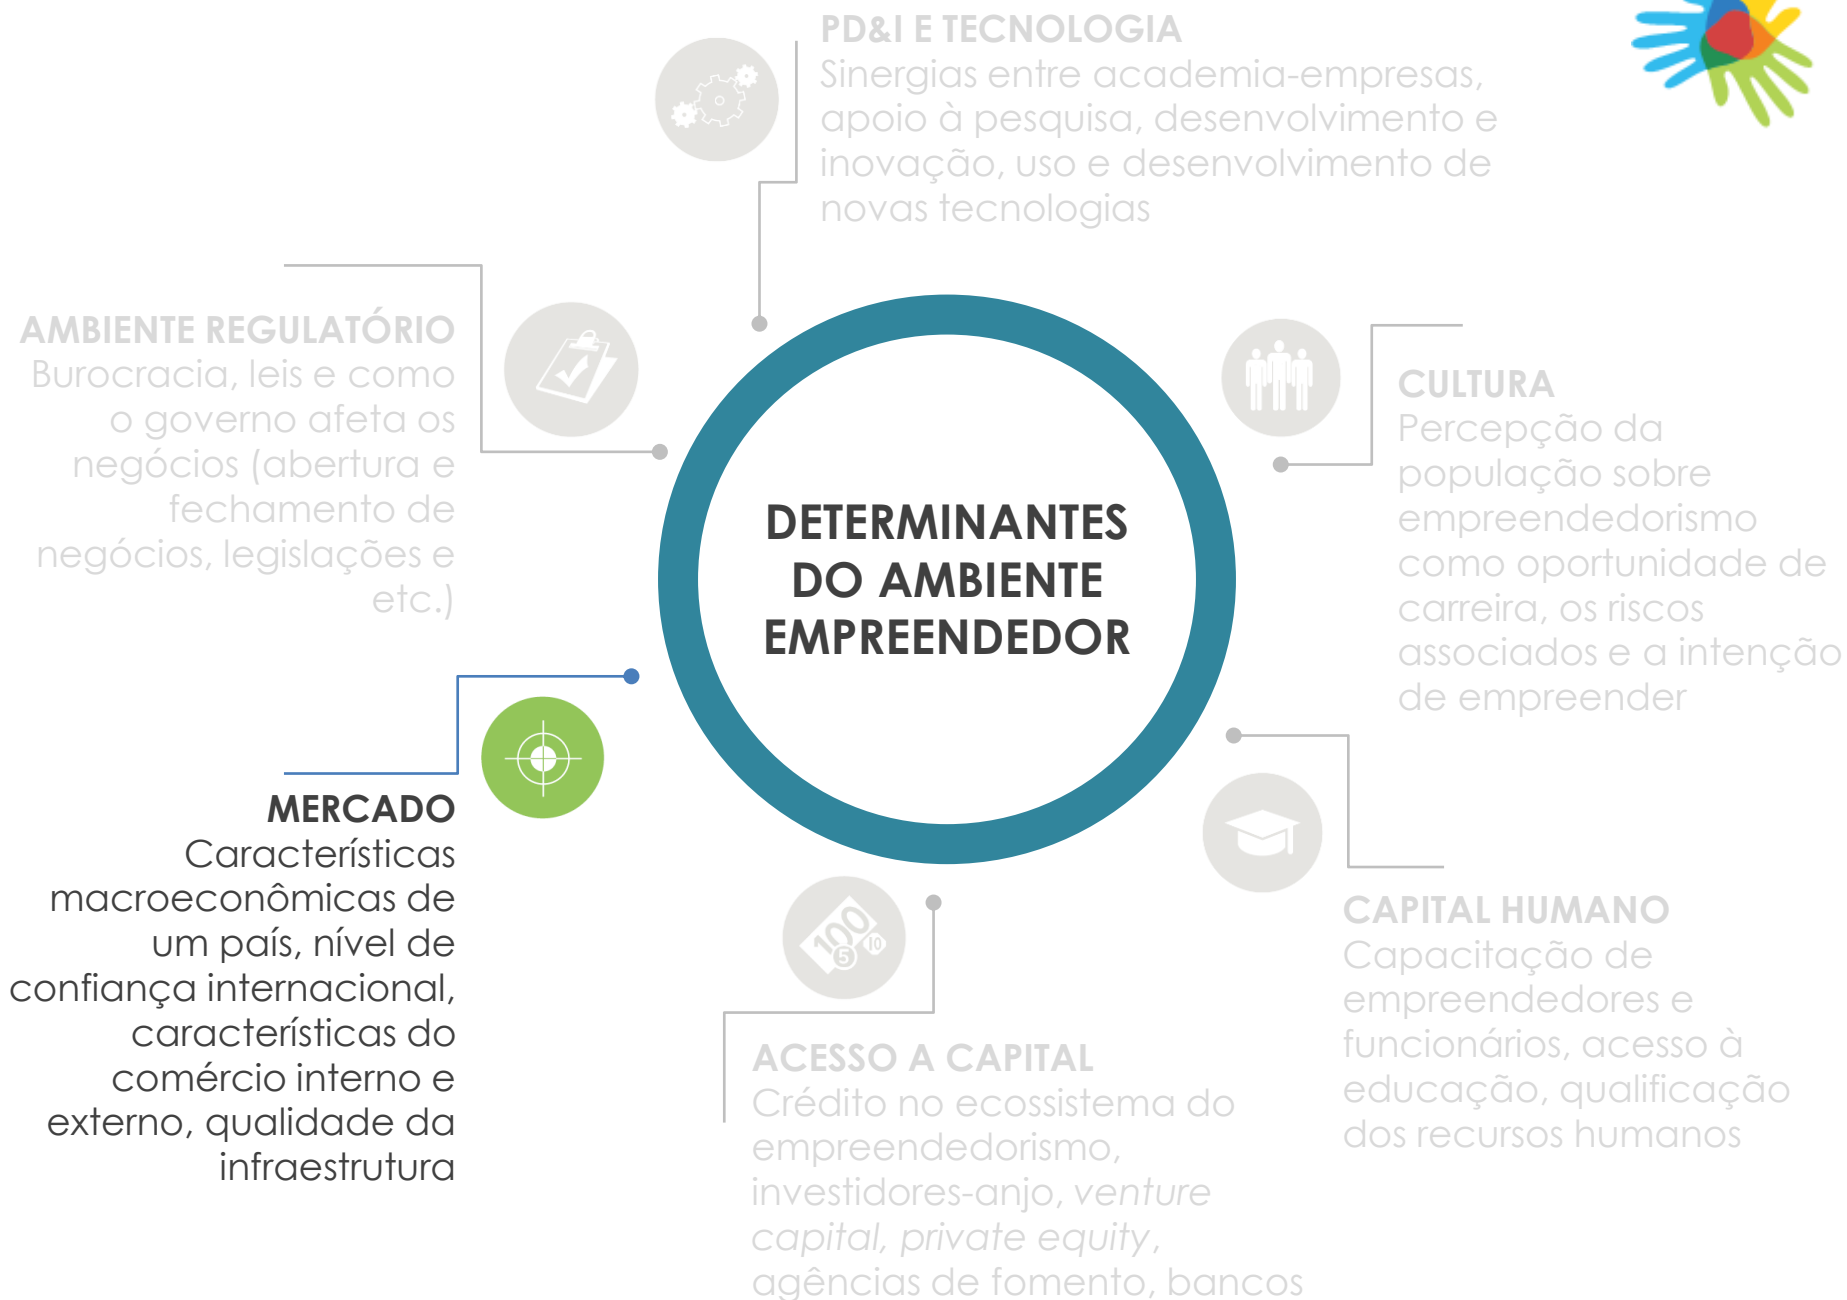 PD&I E TECNOLOGIA
Sinergias entre academia-empresas,
apoio à pesquisa, desenvolvimento e
inovação, uso e desenvolvimento de
novas tecnologias
AMBIENTE REGULATÓRIO
Burocracia, leis e como
o governo afeta os
negócios (abertura e
fechamento de
negócios, legislações e
etc.)
CULTURA
Percepção da
população sobre
empreendedorismo
como oportunidade de
carreira, os riscos
associados e a intenção
de empreender
DETERMINANTES
DO AMBIENTE
EMPREENDEDOR
MERCADO
Características
macroeconômicas de
um país, nível de
confiança internacional,
características do
comércio interno e
externo, qualidade da
infraestrutura
100
10
5
ACESSO A CAPITAL
Crédito no ecossistema do
empreendedorismo,
investidores-anjo, venture
capital, private equity,
agências de fomento, bancos
CAPITAL HUMANO
Capacitação de
empreendedores e
funcionários, acesso à
educação, qualificação
dos recursos humanos